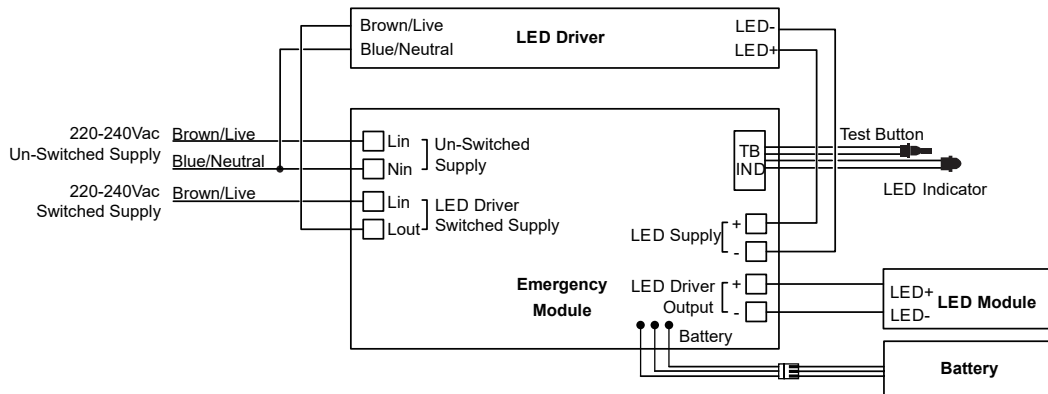 Brown/Live
Blue/Neutral
LED Driver
LED-
LED+
220-240Vac
Un-Switched Supply
Brown/Live
Blue/Neutral
220-240Vac
Switched Supply
Brown/Live
Lin
Nin
Un-Switched
Supply
Lin
Lout
LED Driver
Switched Supply
TB
IND
Test Button
LED Indicator
LED Supply
+
-
Emergency
Module
LED Driver
Output
+
-
Battery
LED+
LED-
LED Module
Battery